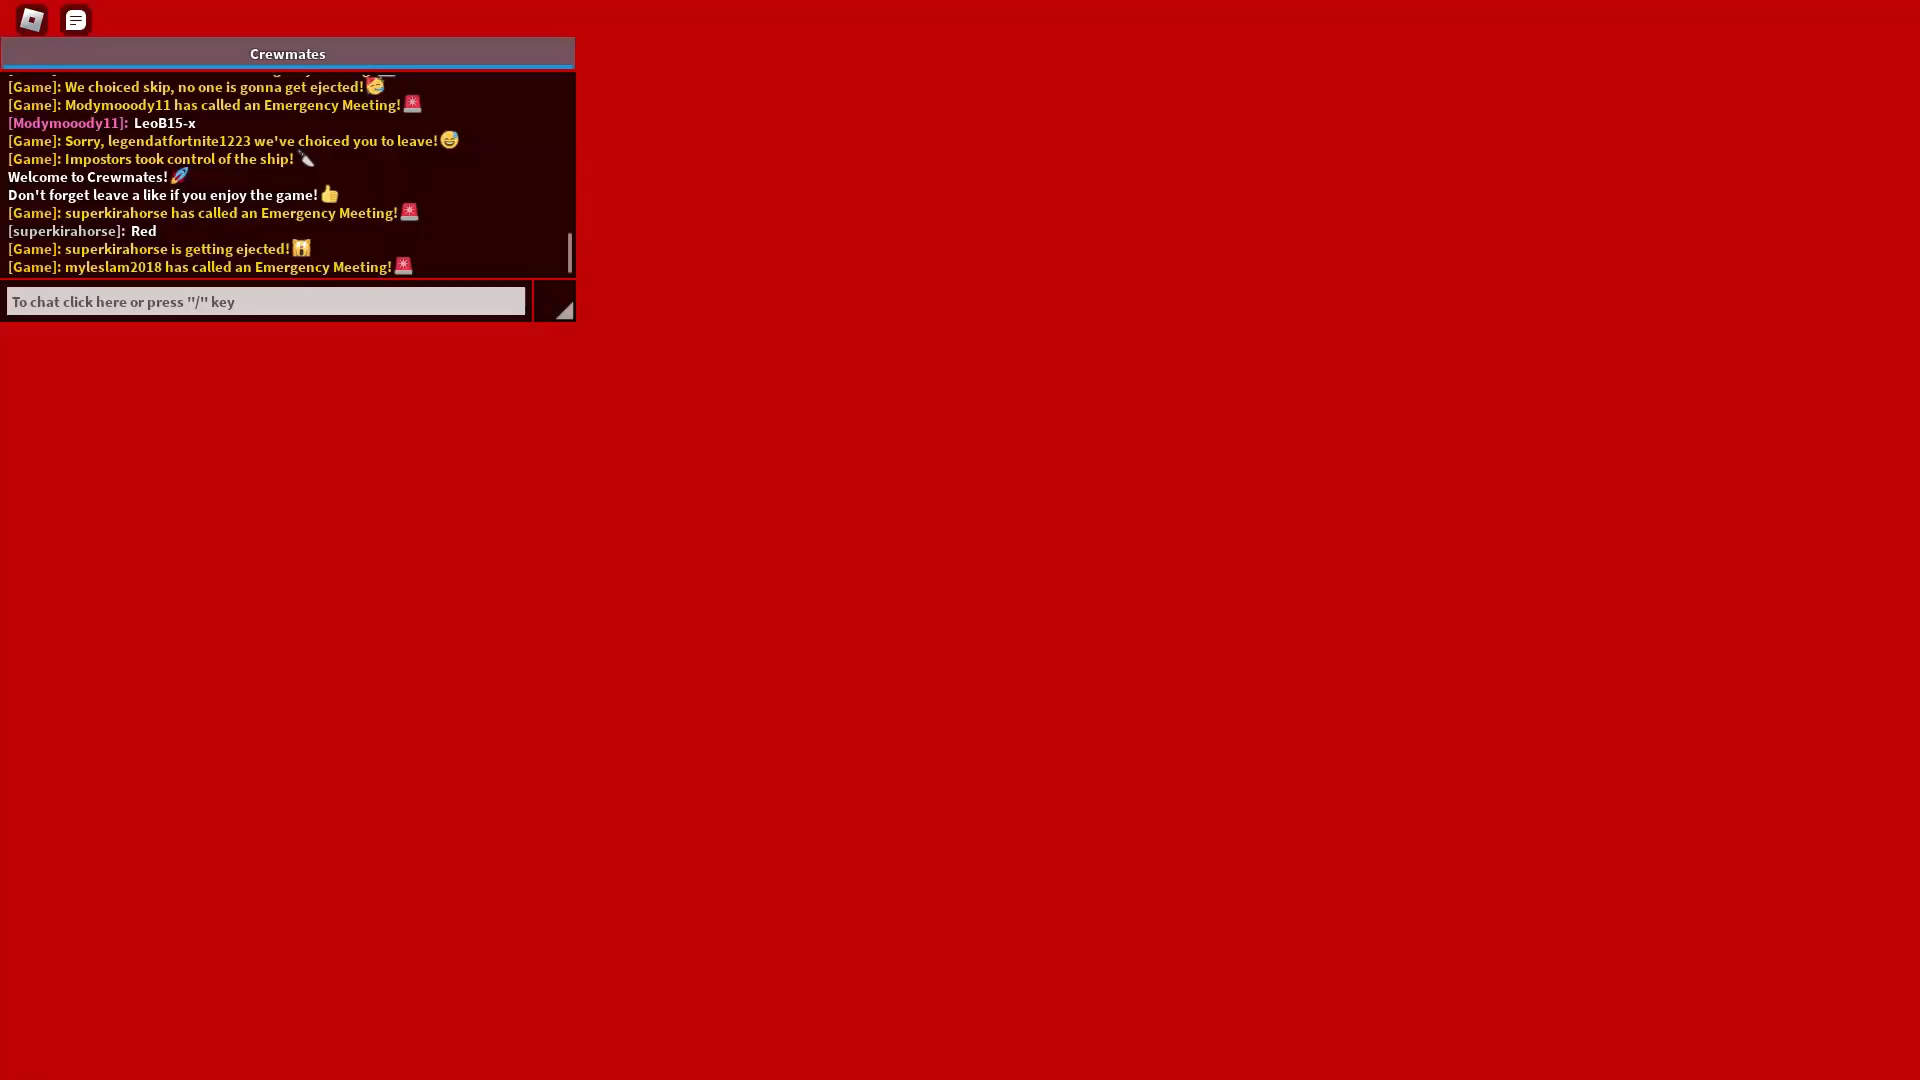 Crewmates
[Game]: We choiced skip, no one is gonna get ejected!🥳
[Game]: Modymooody11 has called an Emergency Meeting!🚨
[Modymooody11]: LeoB15-x
[Game]: Sorry, legendatfortnite1223 we've choiced you to leave!😅
[Game]: Impostors took control of the ship!🔪
Welcome to Crewmates!🚀
Don't forget leave a like if you enjoy the game!👍
[Game]: superkirahorse has called an Emergency Meeting!🚨
[superkirahorse]: Red
[Game]: superkirahorse is getting ejected!🙀
[Game]: myleslam2018 has called an Emergency Meeting!🚨
To chat click here or press "/" key